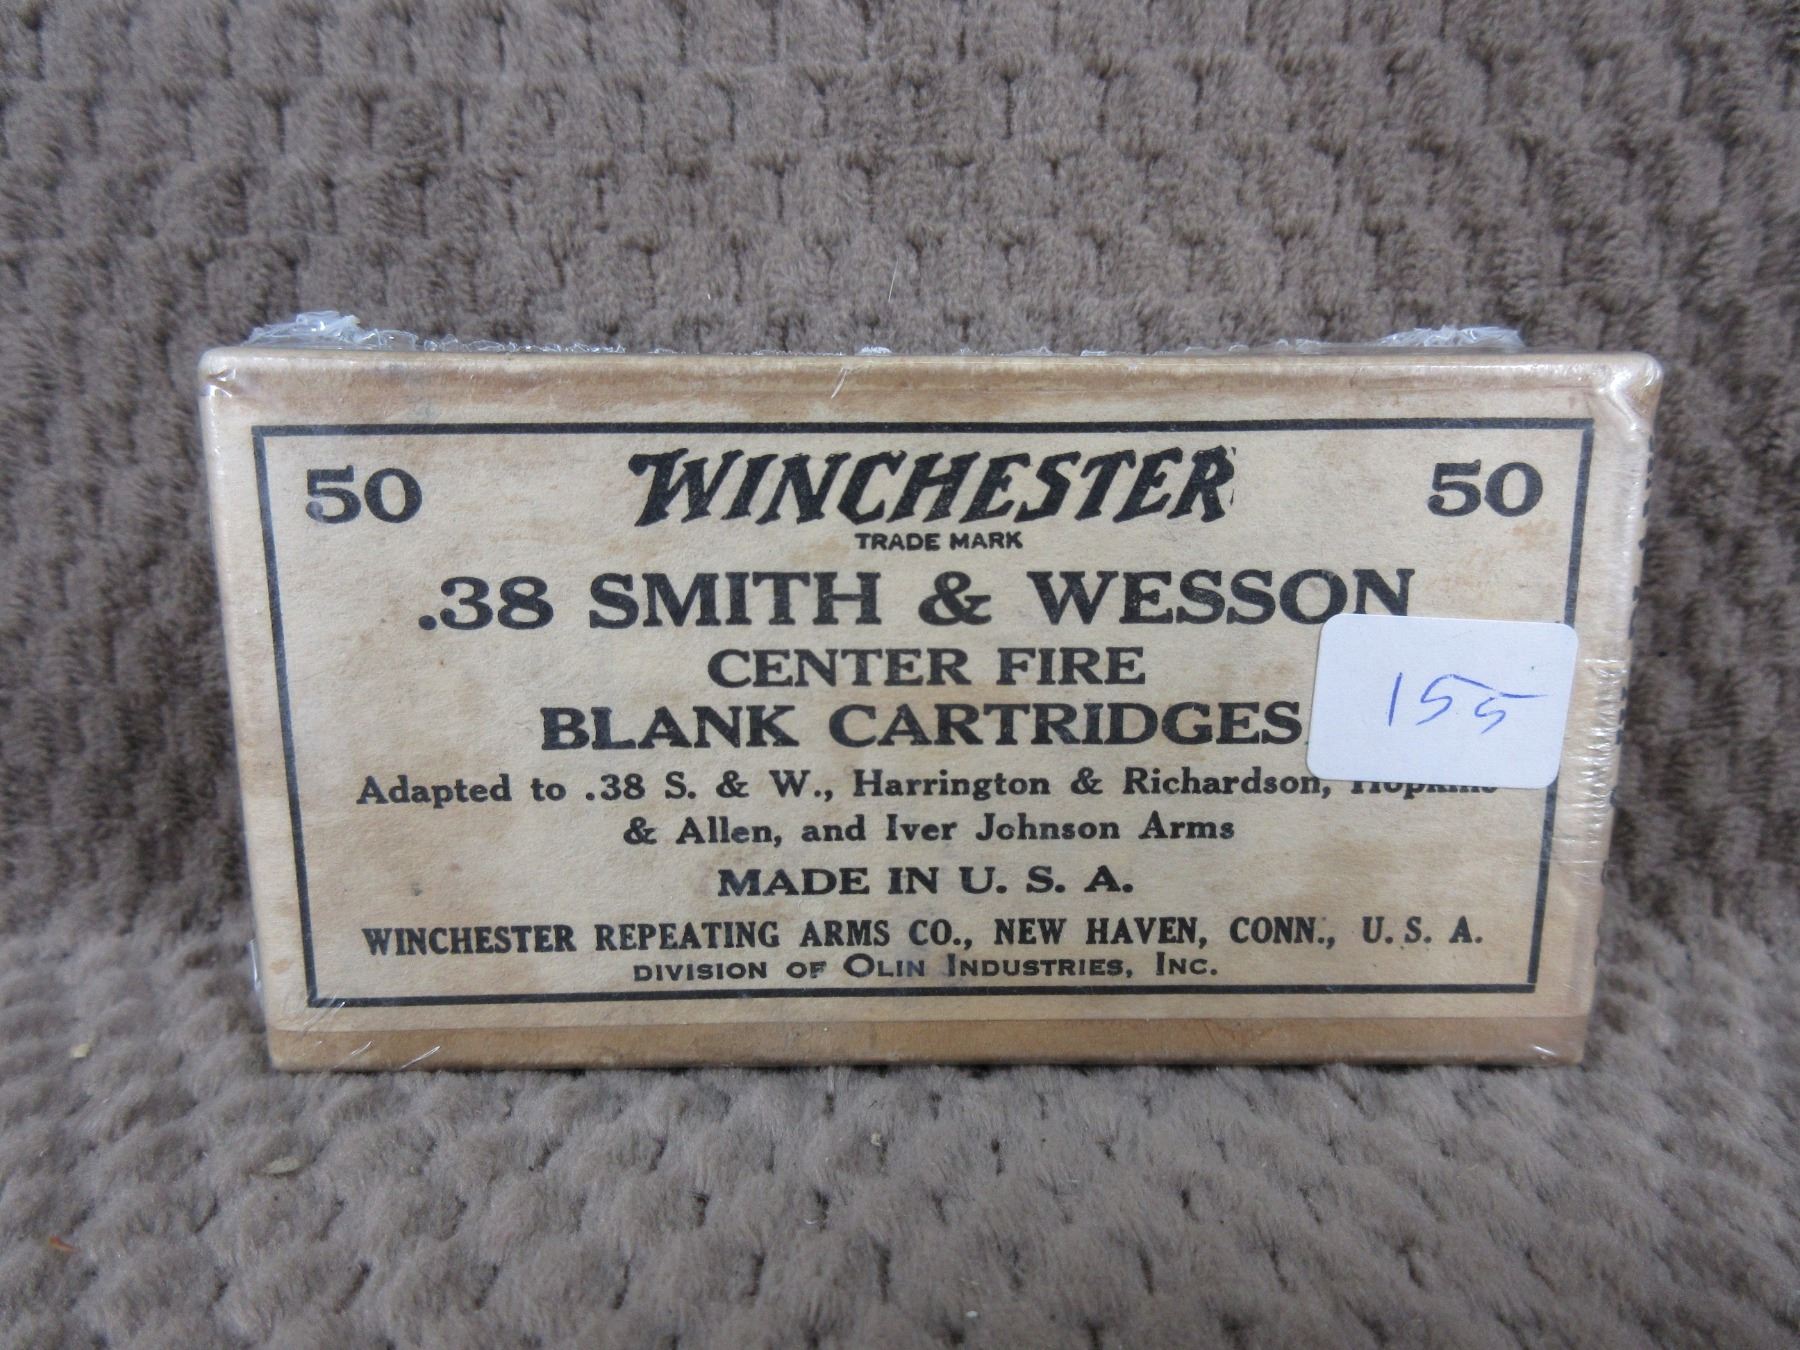 50 WINCHESTER 50
TRADE MARK
.38 SMITH & WESSON
CENTER FIRE
BLANK CARTRIDGES
155
Adapted to .38 S. & W., Harrington & Richardson, Hopkins
& Allen, and Iver Johnson Arms
MADE IN U. S. A.
WINCHESTER REPEATING ARMS CO., NEW HAVEN, CONN., U. S. A.
DIVISION OF OLIN INDUSTRIES, INC.